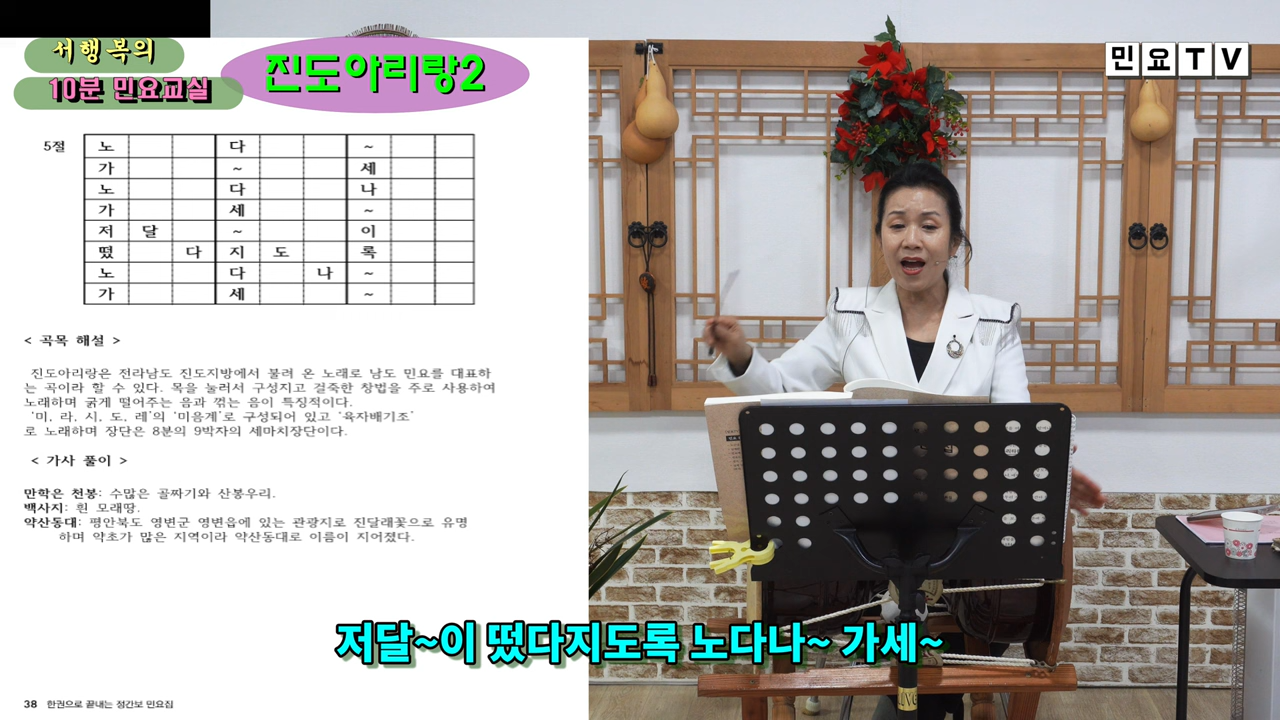 서행복의
10분 민요교실
진도아리랑2
민요TV
5절
노 다 ~
가 ~ 세
노 다 나
가 세 ~
저 달 ~ 이
떴 다 지 도 록
노 다 나 ~
가 세 ~
< 곡목 해설 >
진도아리랑은 전라남도 진도지방에서 불려 온 노래로 남도 민요를 대표하
는 곡이라 할 수 있다. 목을 눌러서 구성지고 걸죽한 창법을 주로 사용하여
노래하며 굵게 떨어주는 음과 꺾는 음이 특징적이다.
'미, 라, 시, 도, 레'의 '미음계'로 구성되어 있고 '육자배기조'
로 노래하며 장단은 8분의 9박자의 세마치장단이다.
< 가사 풀이 >
만학은 천봉: 수많은 골짜기와 산봉우리.
백사지: 흰 모래땅.
약산동대: 평안북도 영변군 영변읍에 있는 관광지로 진달래꽃으로 유명
하며 약초가 많은 지역이라 약산동대로 이름이 지어졌다.
저달~이 떴다지도록 노다나~ 가세~
38 한권으로 끝내는 정간보 민요집